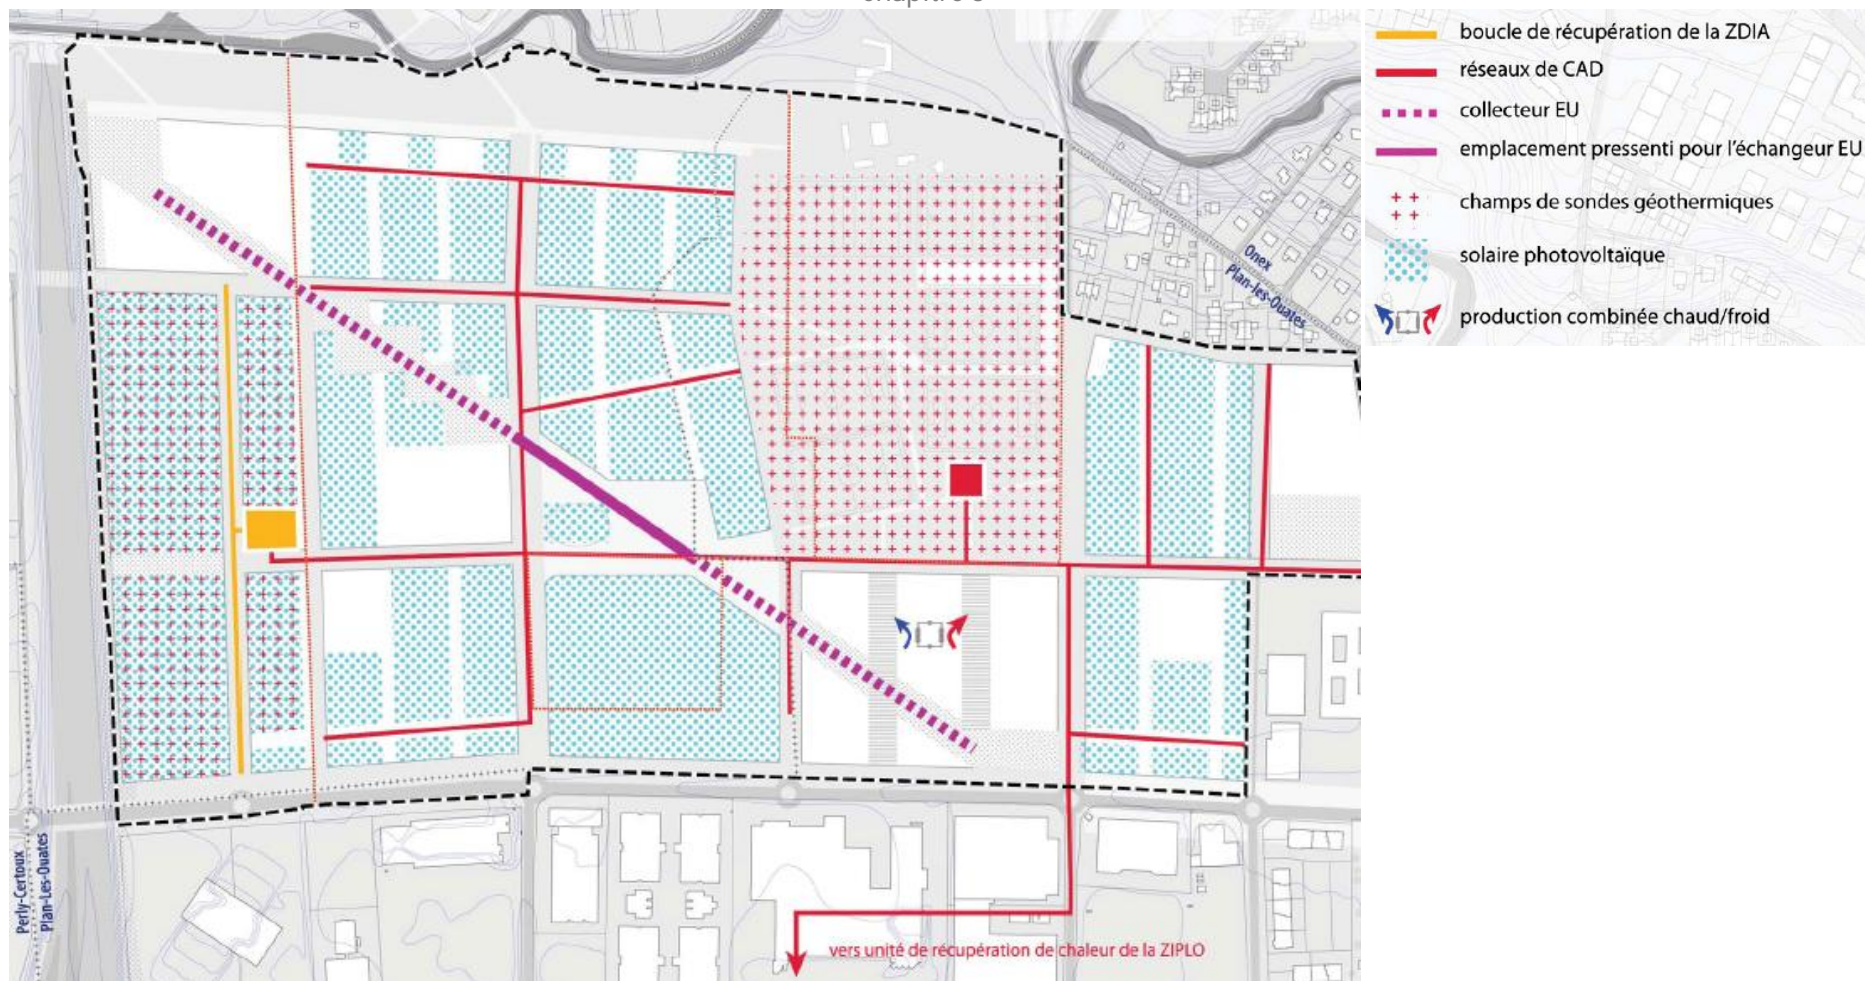 boucle de récupération de la ZDIA
réseaux de CAD
collecteur EU
emplacement pressenti pour l'échangeur EU
champs de sondes géothermiques
solaire photovoltaïque
production combinée chaud/froid
Onex
Plan-les-Ouates
Perly-Certoux
Plan-Les-Ouates
vers unité de récupération de chaleur de la ZIPLO